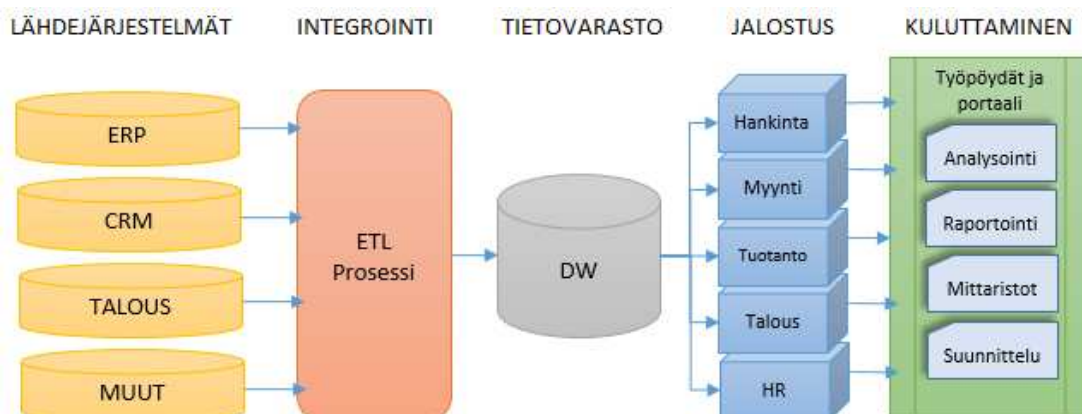 LÄHDEJÄRJESTELMÄT
INTEGROINTI
TIETOVARASTO
JALOSTUS
KULUTTAMINEN
ERP
CRM
TALOUS
MUUT
ETL
Prosessi
DW
Hankinta
Myynti
Tuotanto
Talous
HR
Työpöydät ja
portaali
Analysointi
Raportointi
Mittaristot
Suunnittelu